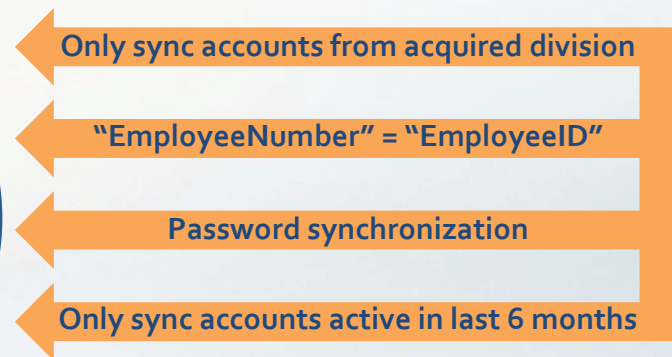 Only sync accounts from acquired division
“EmployeeNumber” = “EmployeeID”
Password synchronization
Only sync accounts active in last 6 months